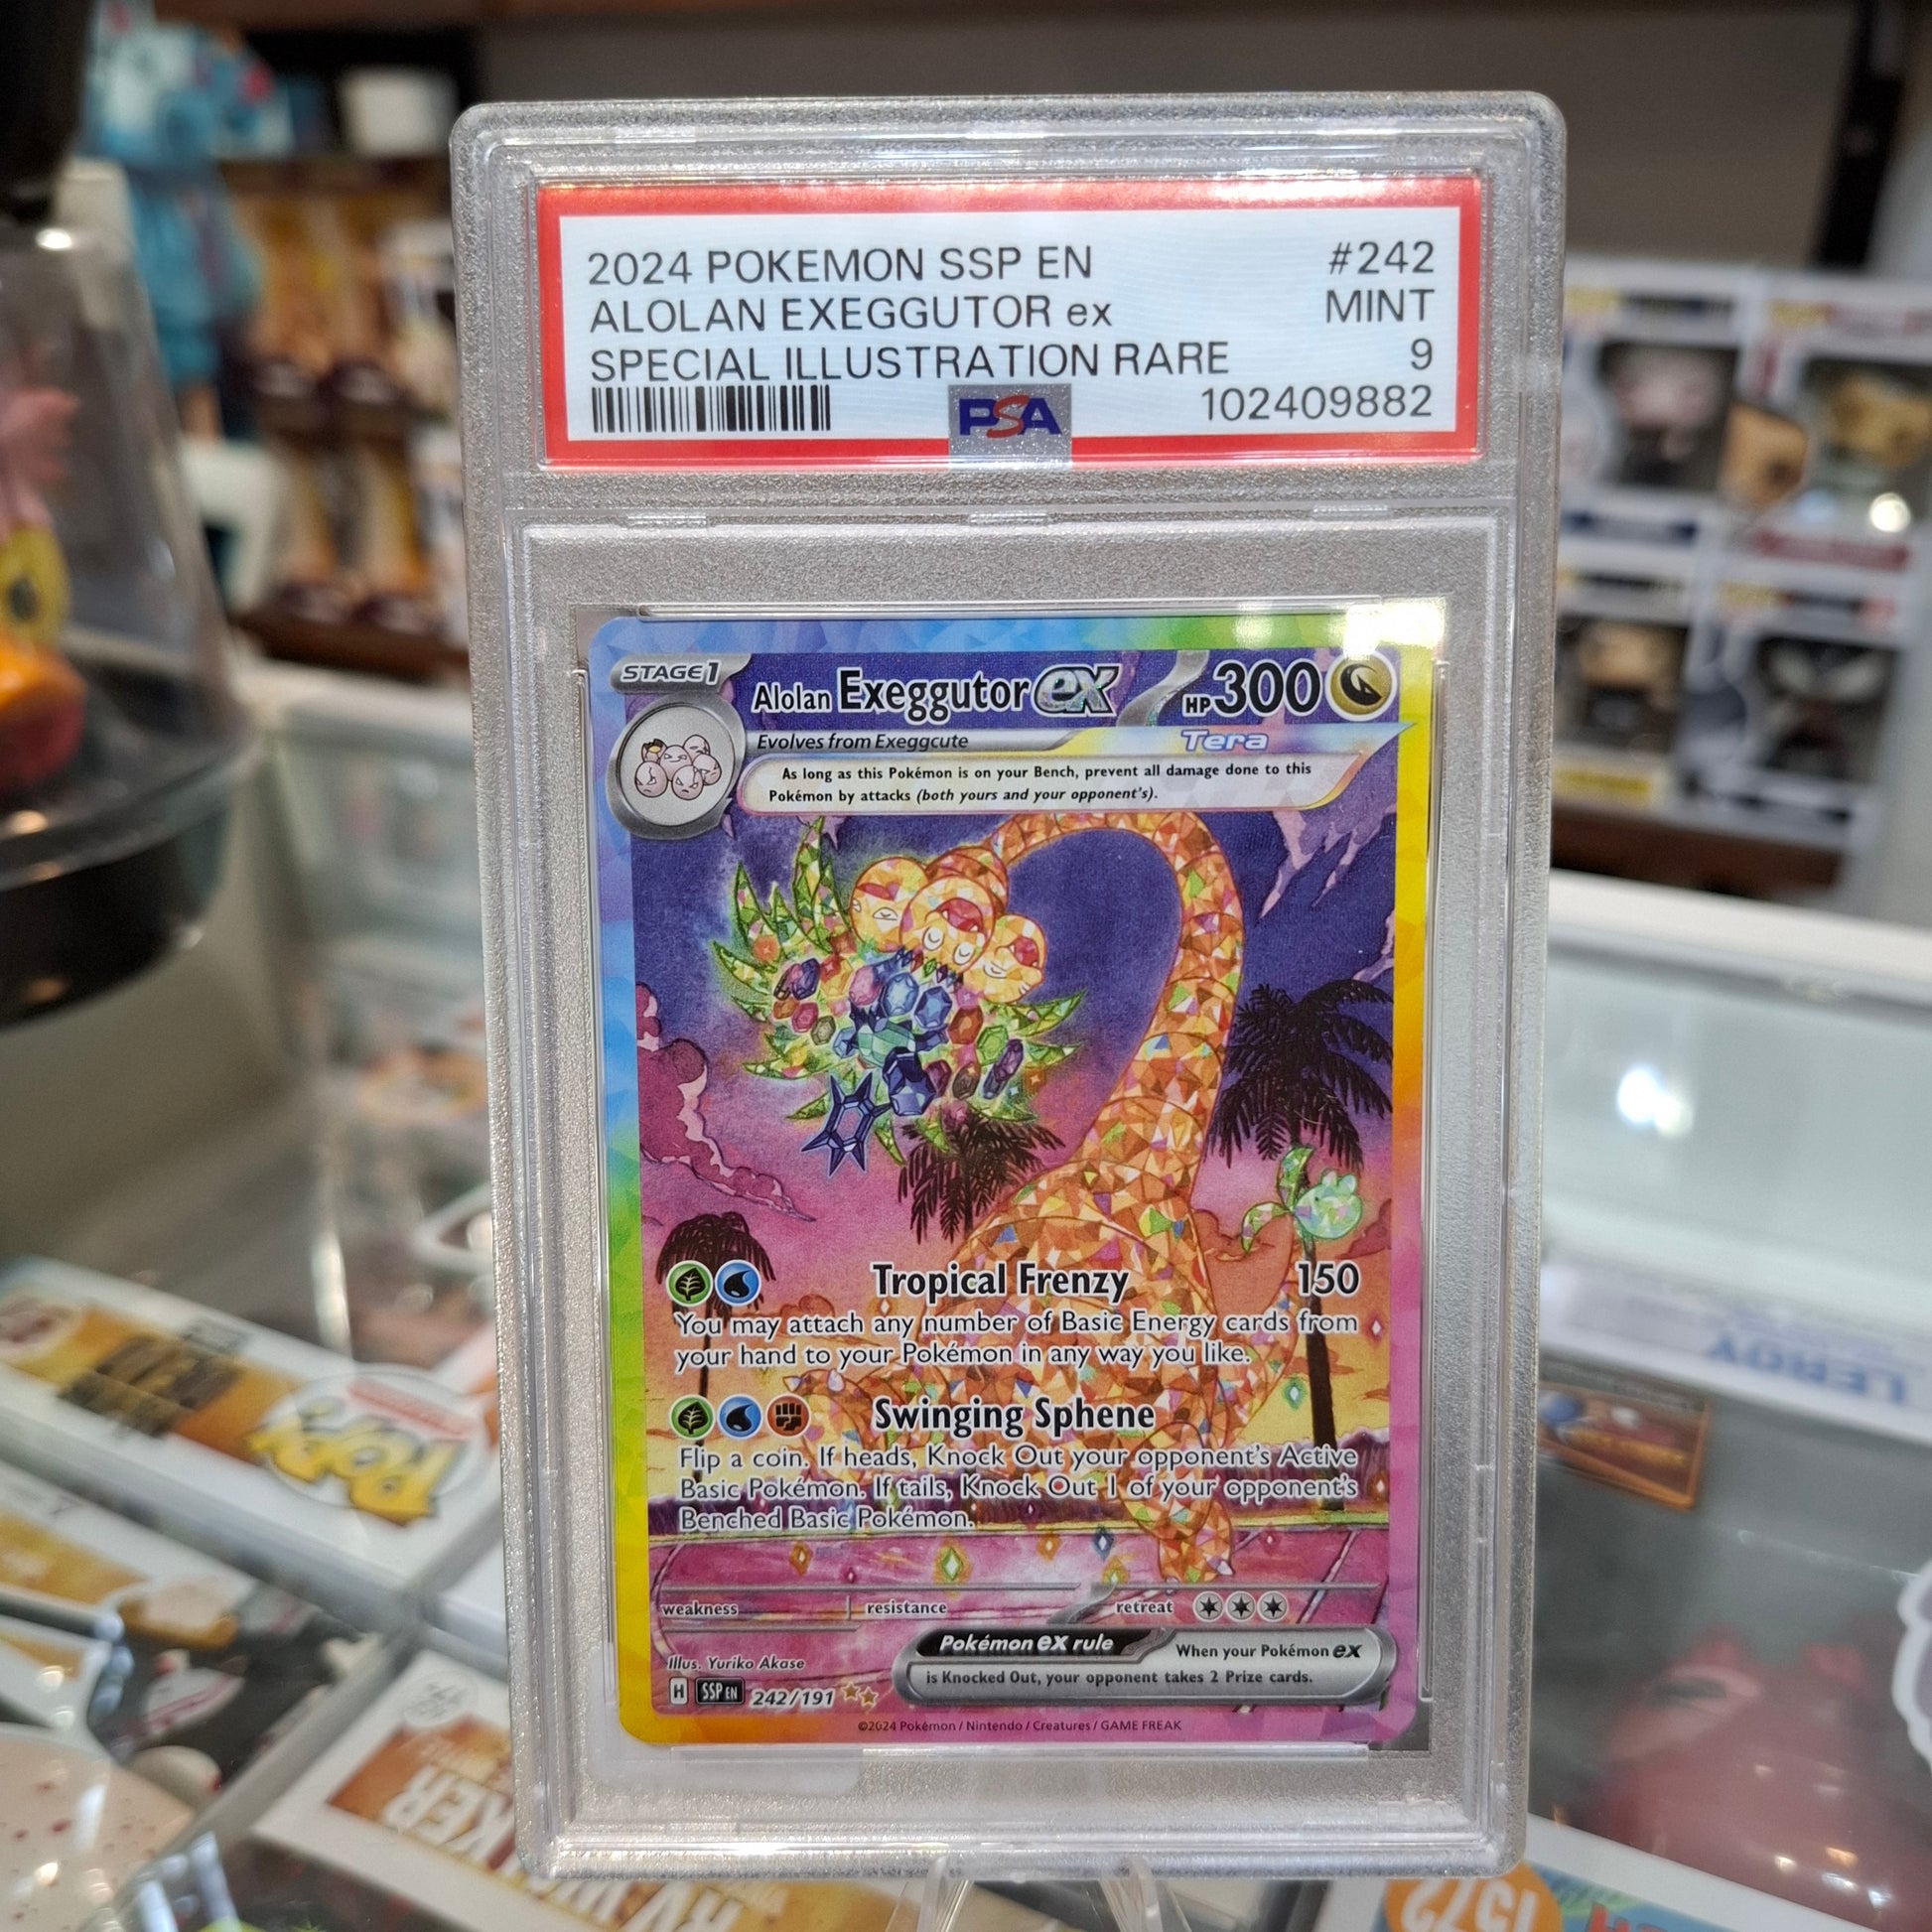 2024 POKEMON SSP EN #242
ALOLAN EXEGGUTOR ex MINT
SPECIAL ILLUSTRATION RARE 9
PSA 102409882
STAGE1 Alolan Exeggutor ex HP300
Evolves from Exeggcute Tera
As long as this Pokémon is on your Bench, prevent all damage done to this
Pokémon by attacks (both yours and your opponent's).
Tropical Frenzy 150
You may attach any number of Basic Energy cards from
your hand to your Pokémon in any way you like.
Swinging Sphene
Flip a coin. If heads, Knock Out your opponent's Active
Basic Pokémon. If tails, Knock Out 1 of your opponent's
Benched Basic Pokémon.
weakness resistance retreat
Pokémon ex rule When your Pokémon ex
is Knocked Out, your opponent takes 2 Prize cards.
Illus. Yuriko Akase
H SSP EN 242/191
©2024 Pokémon / Nintendo / Creatures / GAME FREAK
LEROY
POP!
1572